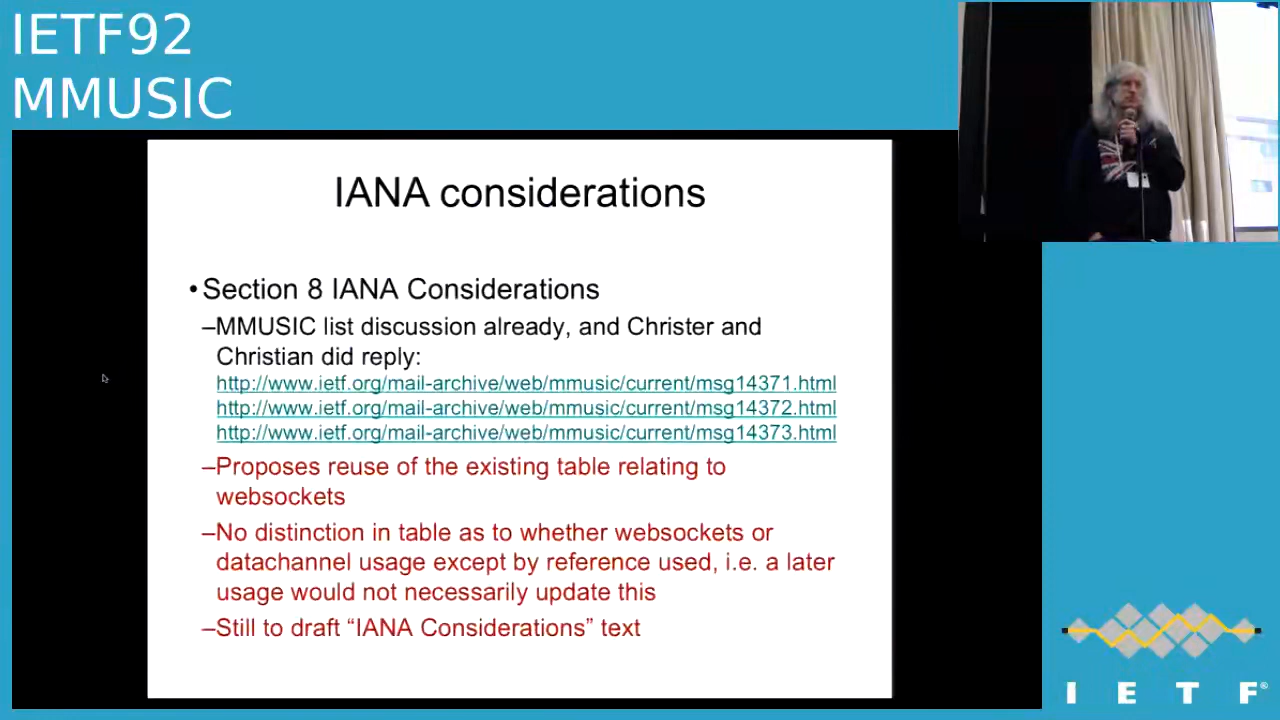 IETF92
MMUSIC
IANA considerations
•Section 8 IANA Considerations
–MMUSIC list discussion already, and Christer and
Christian did reply:
http://www.ietf.org/mail-archive/web/mmusic/current/msg14371.html
http://www.ietf.org/mail-archive/web/mmusic/current/msg14372.html
http://www.ietf.org/mail-archive/web/mmusic/current/msg14373.html
–Proposes reuse of the existing table relating to
websockets
–No distinction in table as to whether websockets or
datachannel usage except by reference used, i.e. a later
usage would not necessarily update this
–Still to draft “IANA Considerations” text
I E T F®